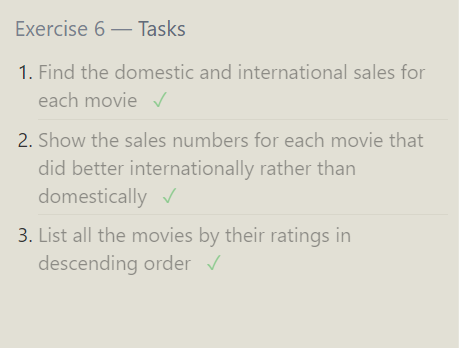 Exercise 6 — Tasks
1. Find the domestic and international sales for
each movie ✓
2. Show the sales numbers for each movie that
did better internationally rather than
domestically ✓
3. List all the movies by their ratings in
descending order ✓